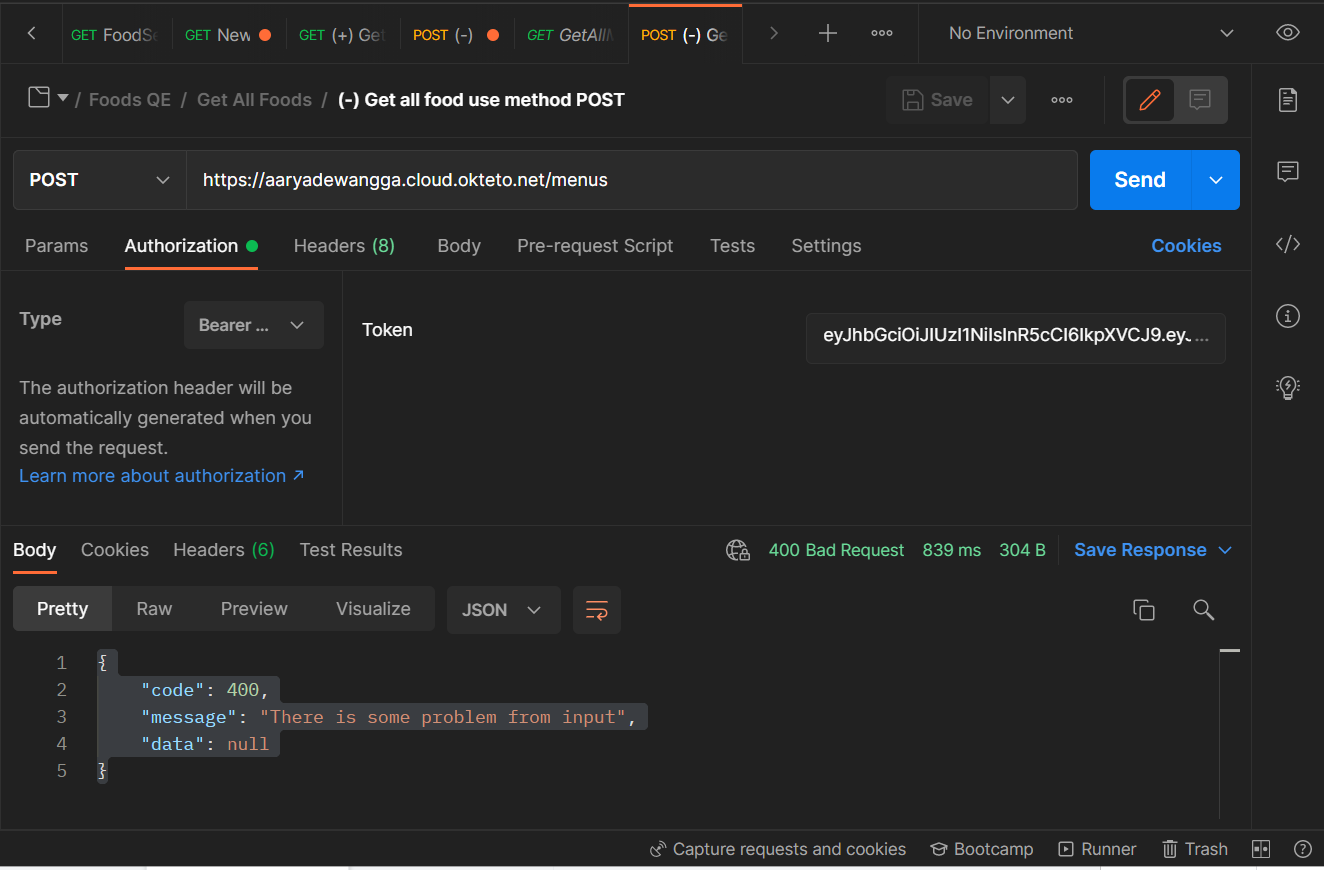 GET FoodSe GET New GET (+) Get POST (-) GET GetAllM POST (-) Ge No Environment
/ Foods QE / Get All Foods / (-) Get all food use method POST Save
POST https://aaryadewangga.cloud.okteto.net/menus Send
Params Authorization Headers (8) Body Pre-request Script Tests Settings Cookies
Type Bearer ... Token eyJhbGciOiJIUzI1NiIsInR5cCI6IkpXVCJ9.eyJ...
The authorization header will be
automatically generated when you
send the request.
Learn more about authorization ↗
Body Cookies Headers (6) Test Results 400 Bad Request 839 ms 304 B Save Response
Pretty Raw Preview Visualize JSON
1 {
2 "code": 400,
3 "message": "There is some problem from input",
4 "data": null
5 }
Capture requests and cookies Bootcamp Runner Trash